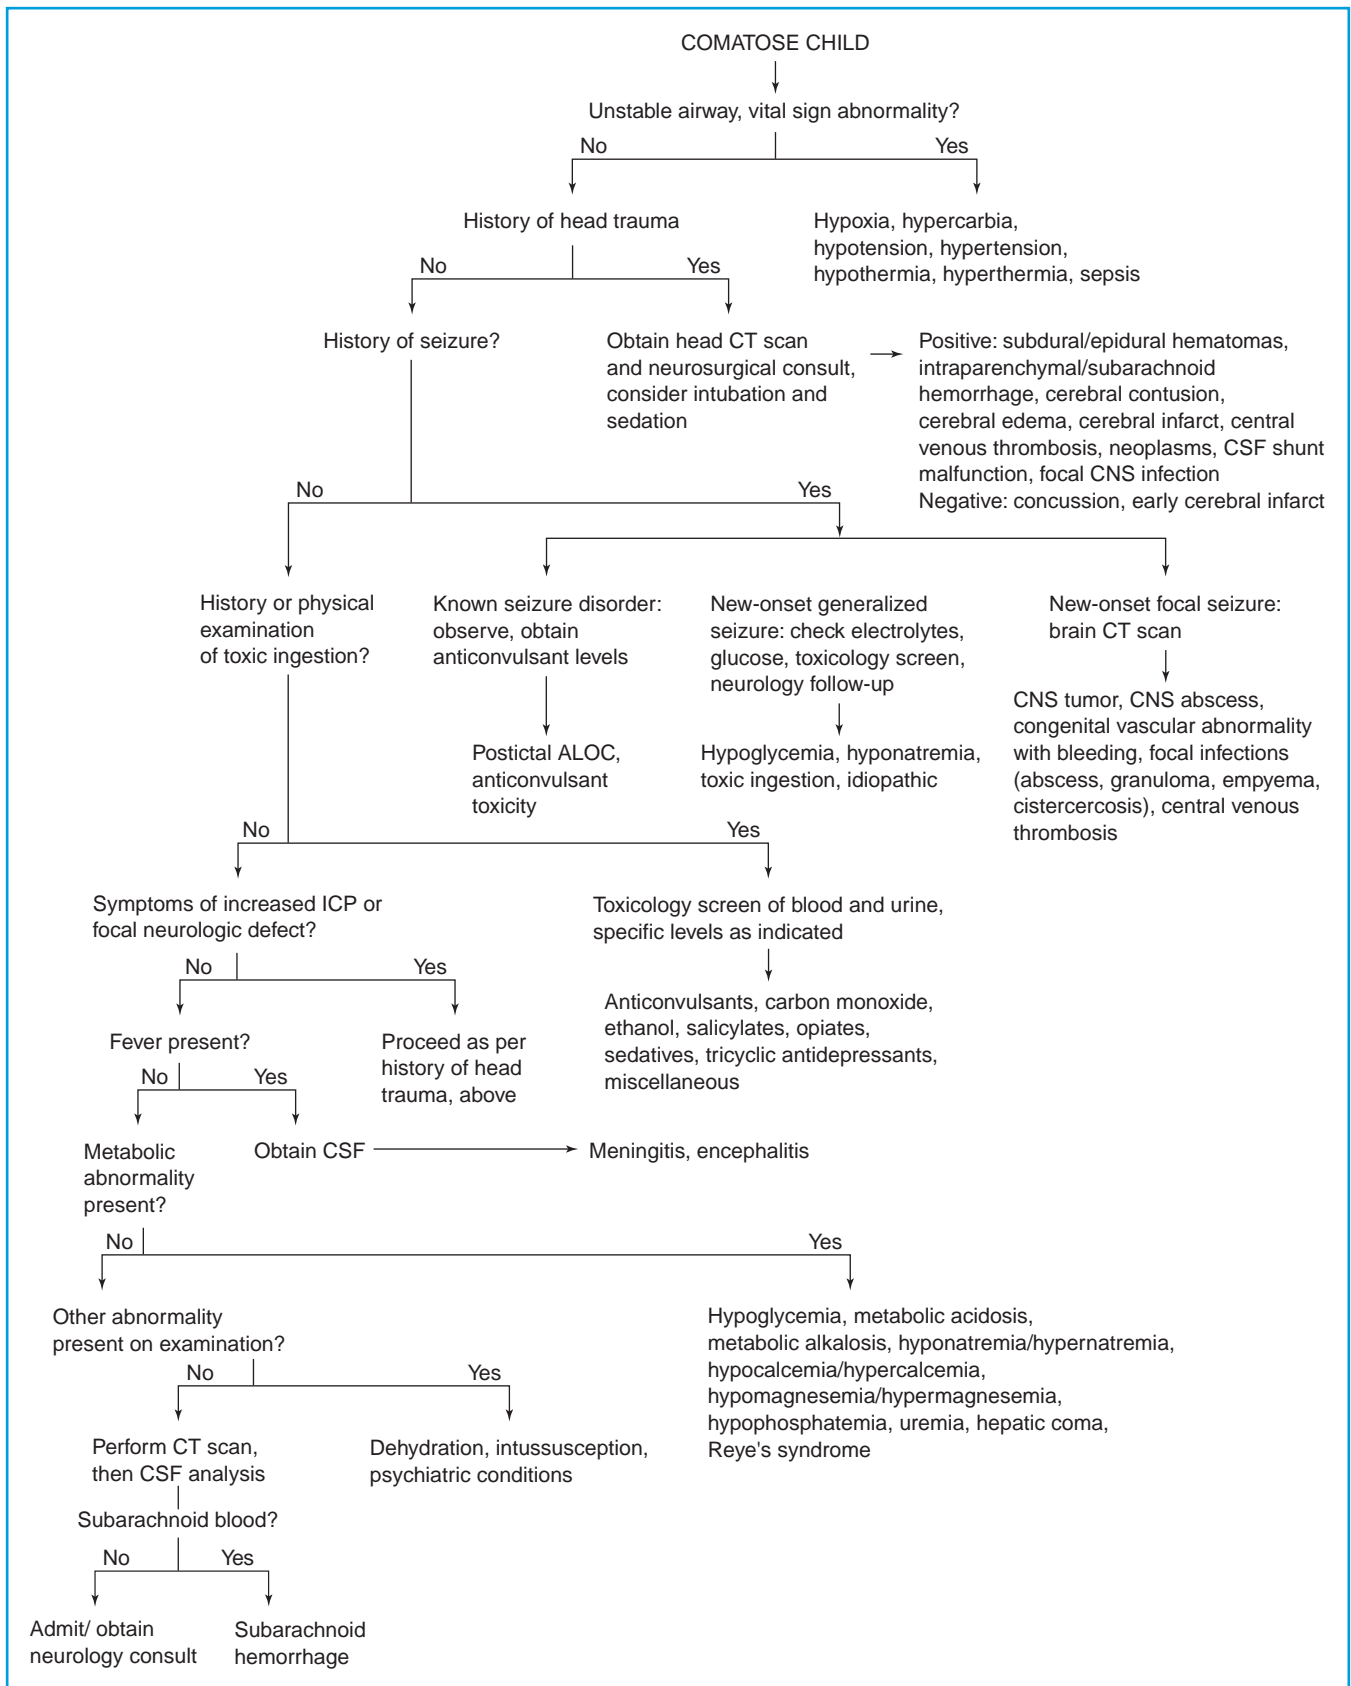 COMATOSE CHILD
Unstable airway, vital sign abnormality?
No
Yes
History of head trauma
Hypoxia, hypercarbia,
hypotension, hypertension,
hypothermia, hyperthermia, sepsis
No
Yes
History of seizure?
Obtain head CT scan
and neurosurgical consult,
consider intubation and
sedation
Positive: subdural/epidural hematomas,
intraparenchymal/subarachnoid
hemorrhage, cerebral contusion,
cerebral edema, cerebral infarct, central
venous thrombosis, neoplasms, CSF shunt
malfunction, focal CNS infection
Negative: concussion, early cerebral infarct
No
Yes
History or physical
examination
of toxic ingestion?
Known seizure disorder:
observe, obtain
anticonvulsant levels
New-onset generalized
seizure: check electrolytes,
glucose, toxicology screen,
neurology follow-up
New-onset focal seizure:
brain CT scan
Postictal ALOC,
anticonvulsant
toxicity
Hypoglycemia, hyponatremia,
toxic ingestion, idiopathic
CNS tumor, CNS abscess,
congenital vascular abnormality
with bleeding, focal infections
(abscess, granuloma, empyema,
cistercercosis), central venous
thrombosis
No
Yes
Symptoms of increased ICP or
focal neurologic defect?
Toxicology screen of blood and urine,
specific levels as indicated
No
Yes
Anticonvulsants, carbon monoxide,
ethanol, salicylates, opiates,
sedatives, tricyclic antidepressants,
miscellaneous
Fever present?
Proceed as per
history of head
trauma, above
No
Yes
Metabolic
abnormality
present?
Obtain CSF
Meningitis, encephalitis
No
Yes
Other abnormality
present on examination?
Hypoglycemia, metabolic acidosis,
metabolic alkalosis, hyponatremia/hypernatremia,
hypocalcemia/hypercalcemia,
hypomagnesemia/hypermagnesemia,
hypophosphatemia, uremia, hepatic coma,
Reye's syndrome
No
Yes
Perform CT scan,
then CSF analysis
Dehydration, intussusception,
psychiatric conditions
Subarachnoid blood?
No
Yes
Admit/ obtain
neurology consult
Subarachnoid
hemorrhage